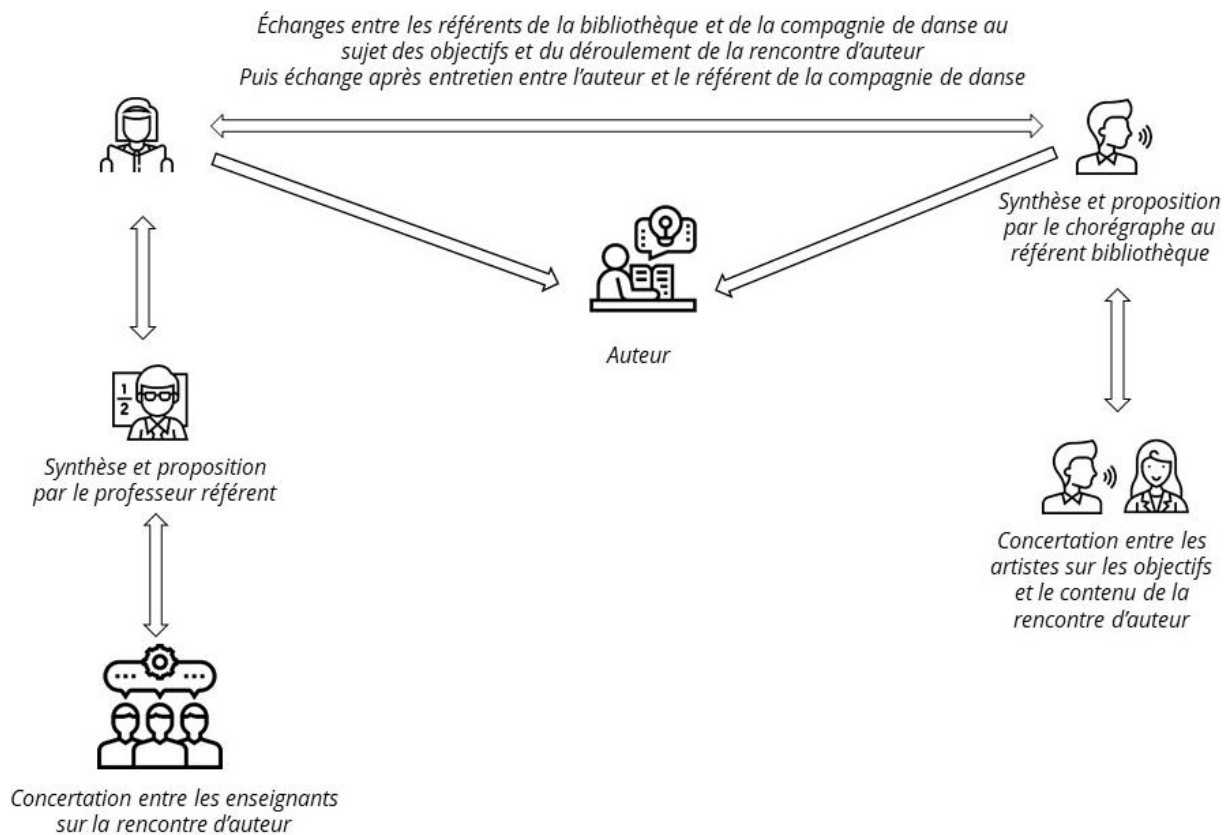 Échanges entre les référents de la bibliothèque et de la compagnie de danse au
sujet des objectifs et du déroulement de la rencontre d'auteur
Puis échange après entretien entre l'auteur et le référent de la compagnie de danse
Synthèse et proposition
par le chorégraphe au
référent bibliothèque
Auteur
1
2
Synthèse et proposition
par le professeur référent
Concertation entre les
artistes sur les objectifs
et le contenu de la
rencontre d'auteur
Concertation entre les enseignants
sur la rencontre d'auteur